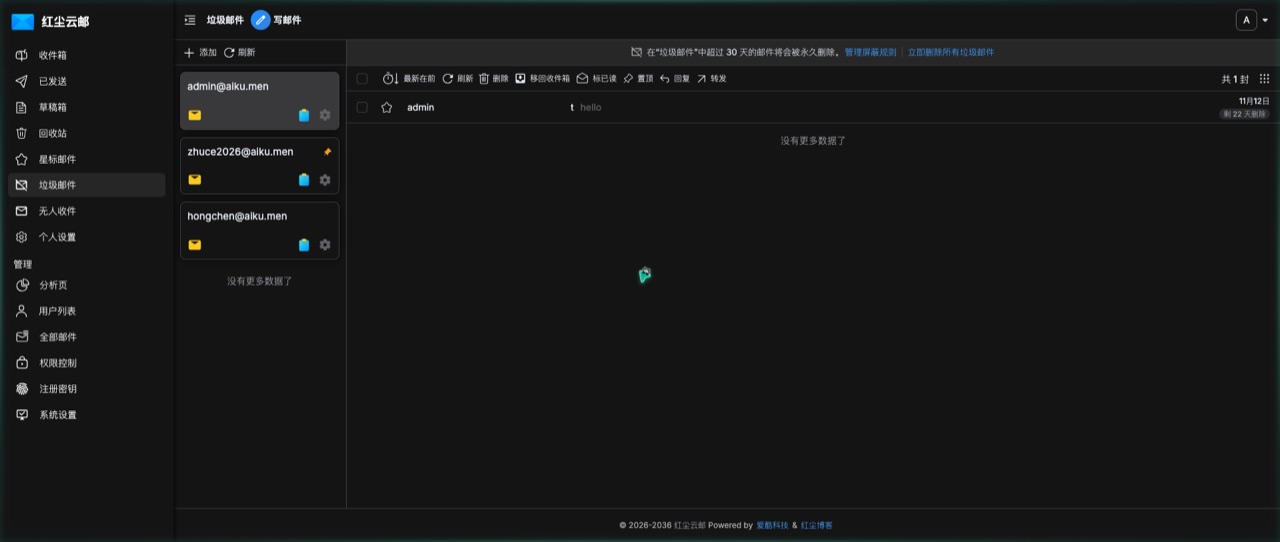 红尘云邮
收件箱
已发送
草稿箱
回收站
星标邮件
垃圾邮件
无人收件
个人设置
管理
分析页
用户列表
全部邮件
权限控制
注册密钥
系统设置
垃圾邮件 写邮件
A
添加 刷新
admin@aiku.men
zhuce2026@aiku.men
hongchen@aiku.men
没有更多数据了
在“垃圾邮件”中超过 30 天的邮件将会被永久删除。 管理屏蔽规则 | 立即删除所有垃圾邮件
最新在前 刷新 删除 移回收件箱 标已读 置顶 回复 转发 共 1 封
admin t hello 11月12日
剩 22 天删除
没有更多数据了
© 2026-2036 红尘云邮 Powered by 爱酷科技 & 红尘博客